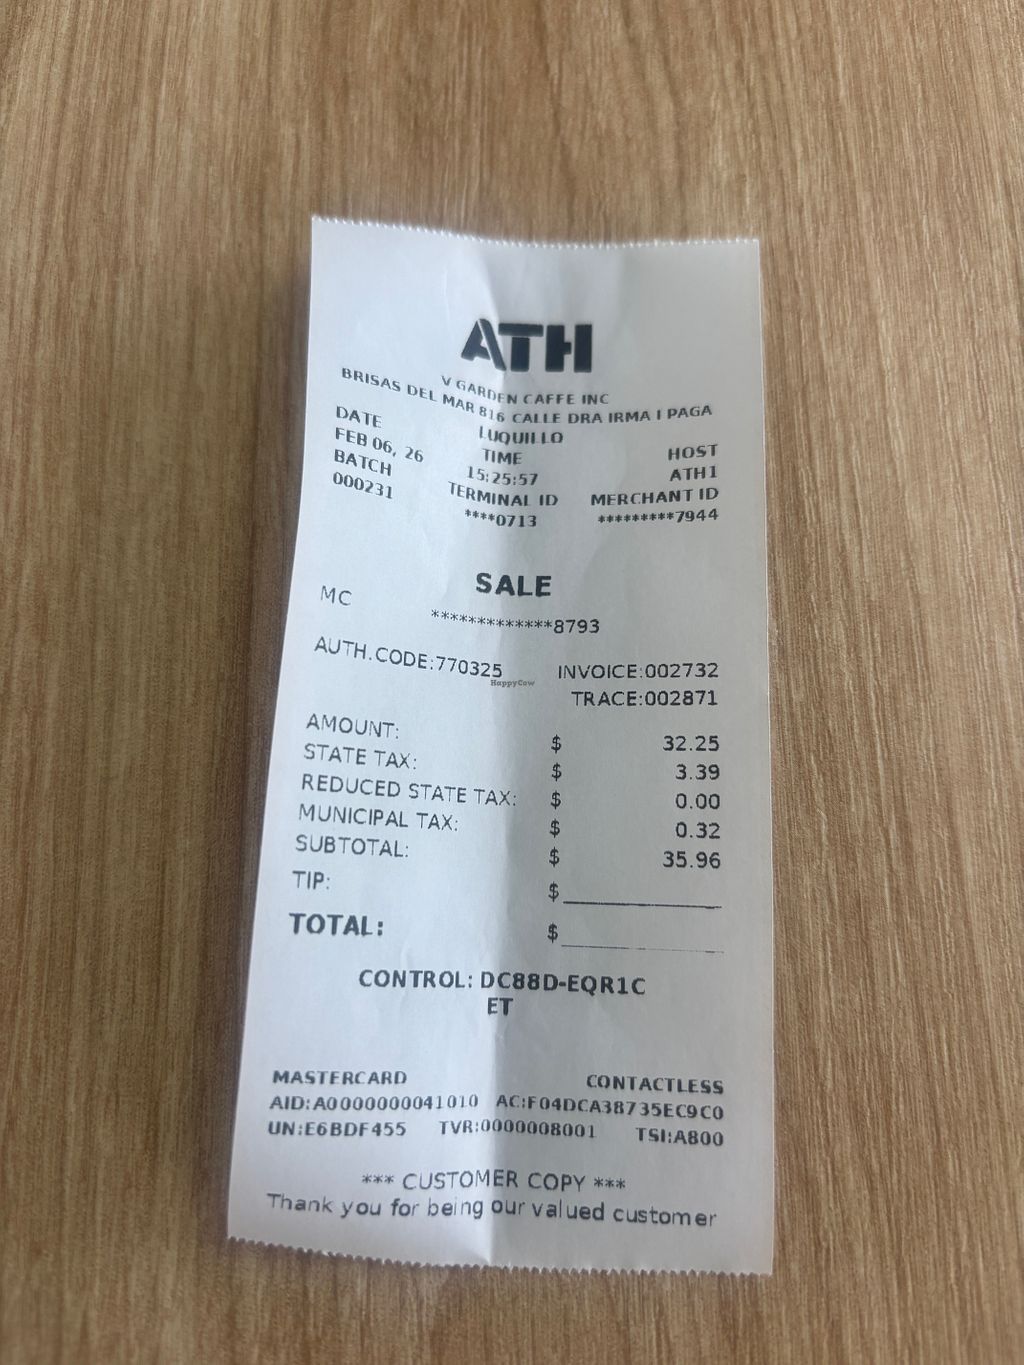 ATH
V GARDEN CAFFE INC
BRISAS DEL MAR 816 CALLE DRA IRMA I PAGA
LUQUILLO
DATE TIME HOST
FEB 06, 26 15:25:57 ATH1
BATCH TERMINAL ID MERCHANT ID
000231 ****0713 *********7944
SALE
MC *************8793
AUTH.CODE:770325 INVOICE:002732
HappyCow
TRACE:002871
AMOUNT: $ 32.25
STATE TAX: $ 3.39
REDUCED STATE TAX: $ 0.00
MUNICIPAL TAX: $ 0.32
SUBTOTAL: $ 35.96
TIP: $
TOTAL: $
CONTROL: DC88D-EQR1C
ET
MASTERCARD CONTACTLESS
AID:A0000000041010 AC:F04DCA38735EC9C0
UN:E6BDF455 TVR:0000008001 TSI:A800
*** CUSTOMER COPY ***
Thank you for being our valued customer